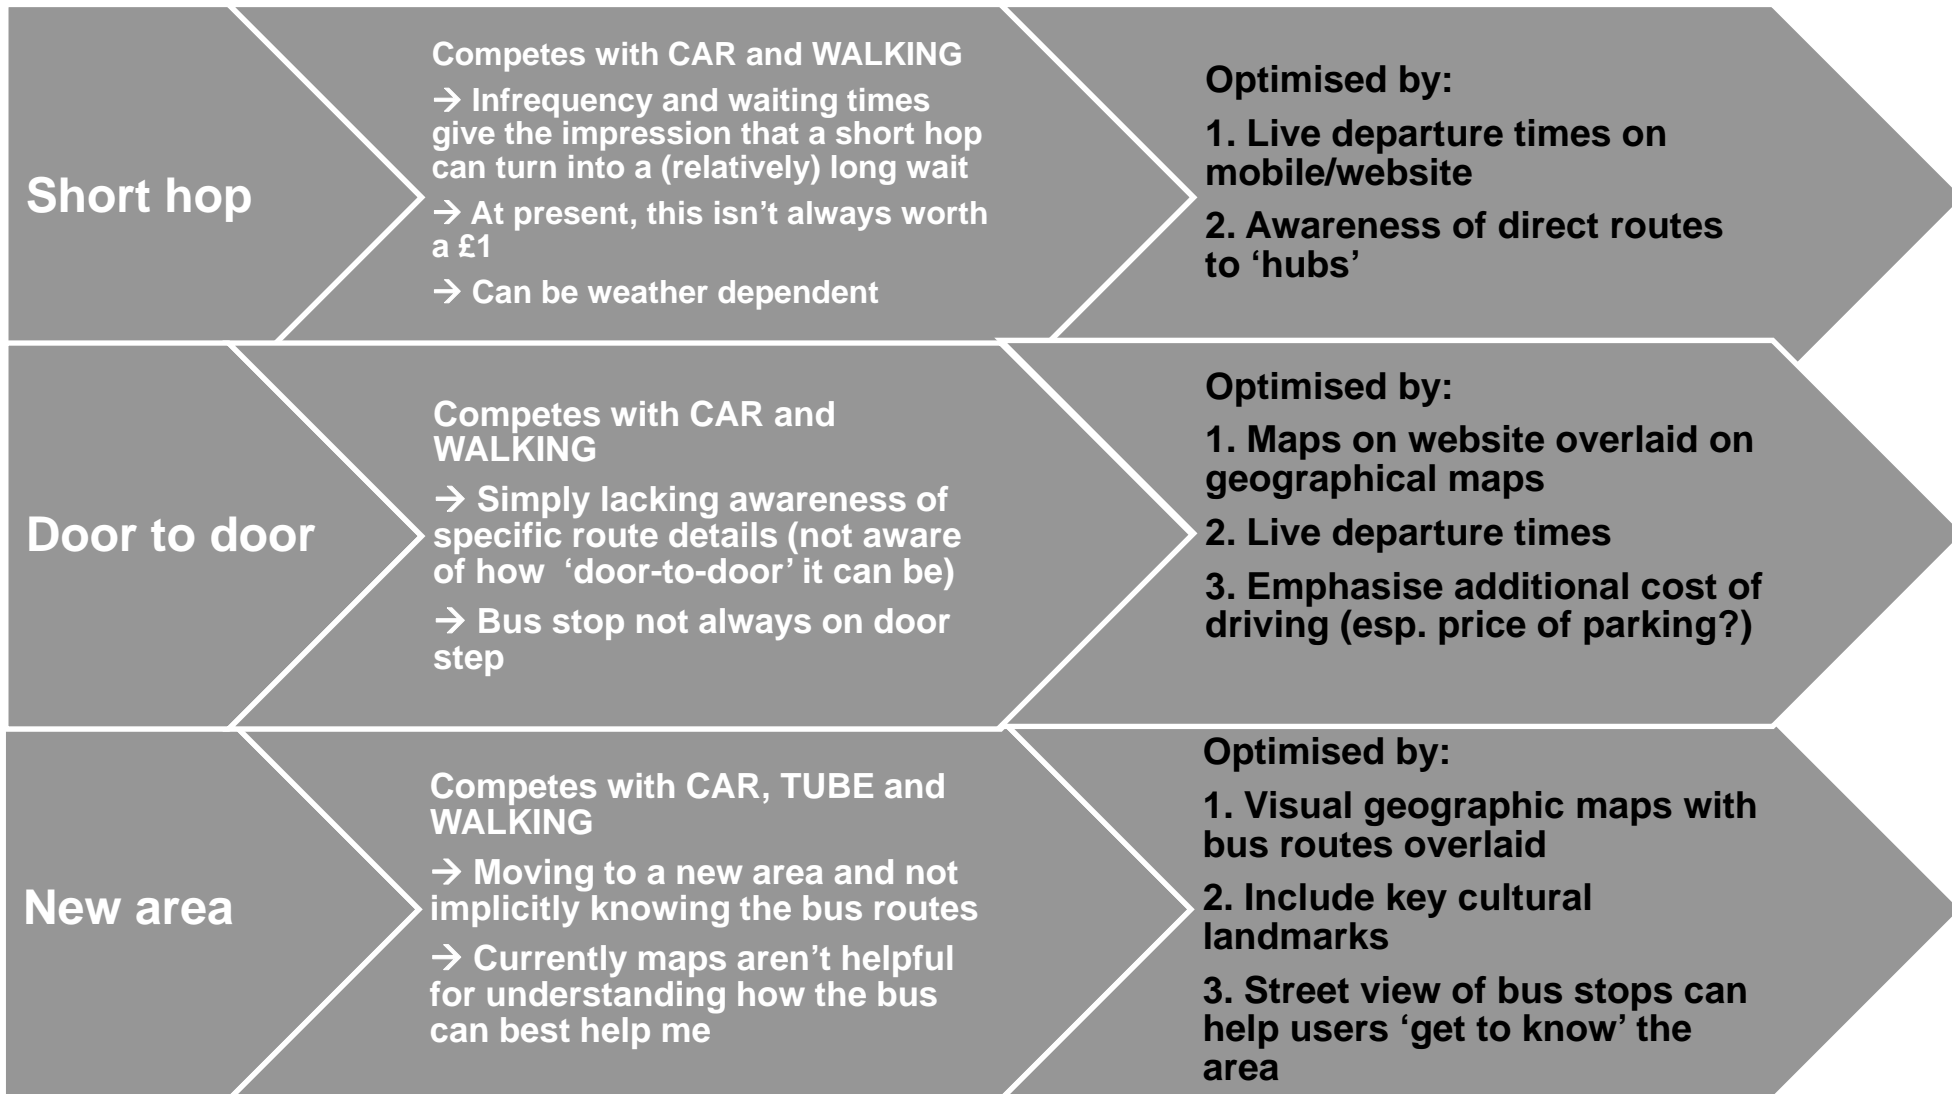 Short hop
Competes with CAR and WALKING
→ Infrequency and waiting times
give the impression that a short hop
can turn into a (relatively) long wait
→ At present, this isn’t always worth
a £1
→ Can be weather dependent
Optimised by:
1. Live departure times on
mobile/website
2. Awareness of direct routes
to ‘hubs’
Door to door
Competes with CAR and
WALKING
→ Simply lacking awareness of
specific route details (not aware
of how  ‘door-to-door’ it can be)
→ Bus stop not always on door
step
Optimised by:
1. Maps on website overlaid on
geographical maps
2. Live departure times
3. Emphasise additional cost of
driving (esp. price of parking?)
New area
Competes with CAR, TUBE and
WALKING
→ Moving to a new area and not
implicitly knowing the bus routes
→ Currently maps aren’t helpful
for understanding how the bus
can best help me
Optimised by:
1. Visual geographic maps with
bus routes overlaid
2. Include key cultural
landmarks
3. Street view of bus stops can
help users ‘get to know’ the
area